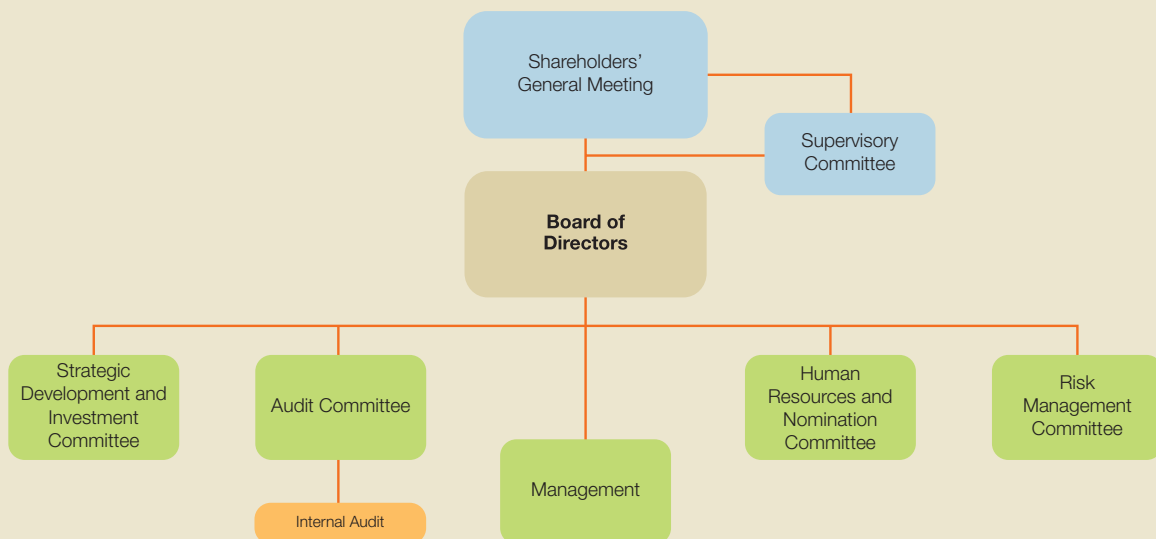 Shareholders’
General Meeting
Supervisory
Committee
Board of
Directors
Strategic
Development and
Investment
Committee
Audit Committee
Human
Resources and
Nomination
Committee
Risk
Management
Committee
Management
Internal Audit